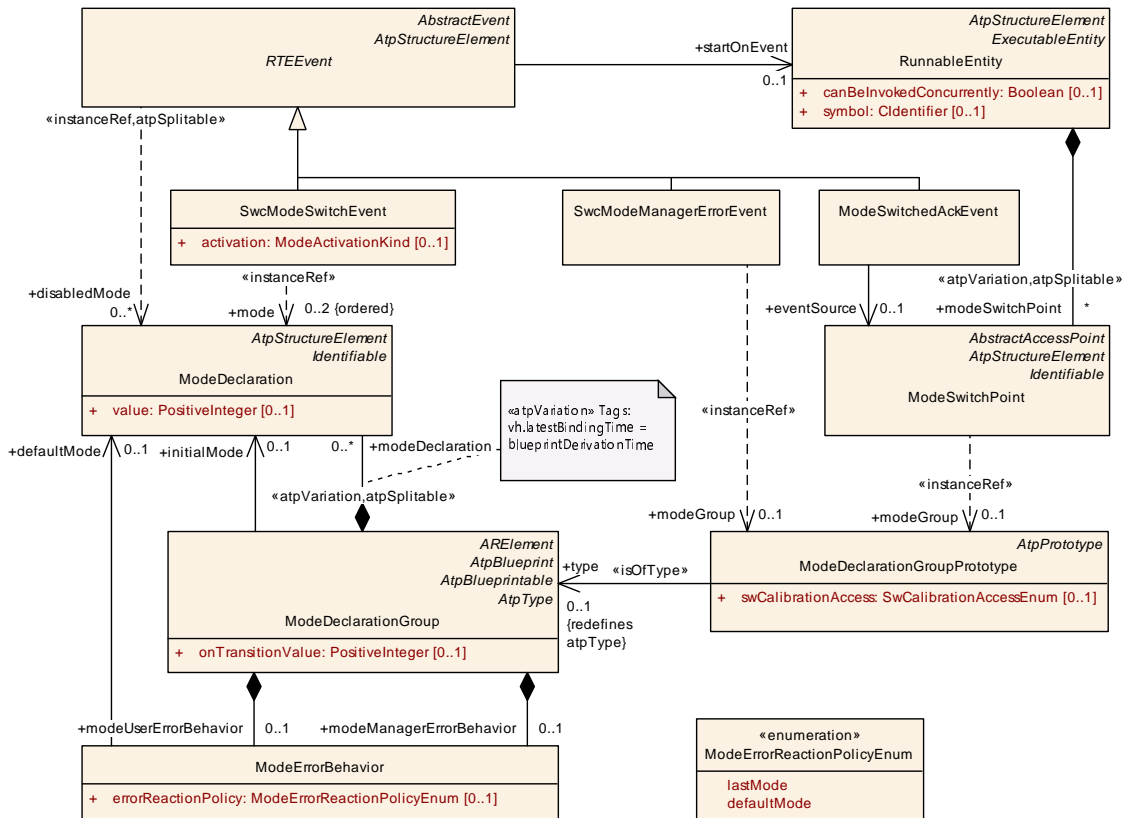 AbstractEvent
AtpStructureElement
RTEEvent
+startOnEvent
0..1
AtpStructureElement
ExecutableEntity
RunnableEntity
+ canBeInvokedConcurrently: Boolean [0..1]
+ symbol: CIdentifier [0..1]
«instanceRef,atpSplitable»
SwcModeSwitchEvent
+ activation: ModeActivationKind [0..1]
SwcModeManagerErrorEvent
ModeSwitchedAckEvent
«instanceRef»
«atpVariation,atpSplitable»
+disabledMode
0..*
+mode
0..2 {ordered}
+eventSource
0..1
+modeSwitchPoint
*
AtpStructureElement
Identifiable
ModeDeclaration
+ value: PositiveInteger [0..1]
AbstractAccessPoint
AtpStructureElement
Identifiable
ModeSwitchPoint
«atpVariation» Tags:
vh.latestBindingTime =
blueprintDerivationTime
«instanceRef»
+defaultMode
0..1
+initialMode
0..1
0..*
+modeDeclaration
«atpVariation,atpSplitable»
«instanceRef»
+modeGroup
0..1
+modeGroup
0..1
ARElement
AtpBlueprint
AtpBlueprintable
AtpType
ModeDeclarationGroup
+ onTransitionValue: PositiveInteger [0..1]
+type
«isOfType»
0..1
{redefines
atpType}
AtpPrototype
ModeDeclarationGroupPrototype
+ swCalibrationAccess: SwCalibrationAccessEnum [0..1]
+modeUserErrorBehavior
0..1
+modeManagerErrorBehavior
0..1
ModeErrorBehavior
+ errorReactionPolicy: ModeErrorReactionPolicyEnum [0..1]
«enumeration»
ModeErrorReactionPolicyEnum
lastMode
defaultMode